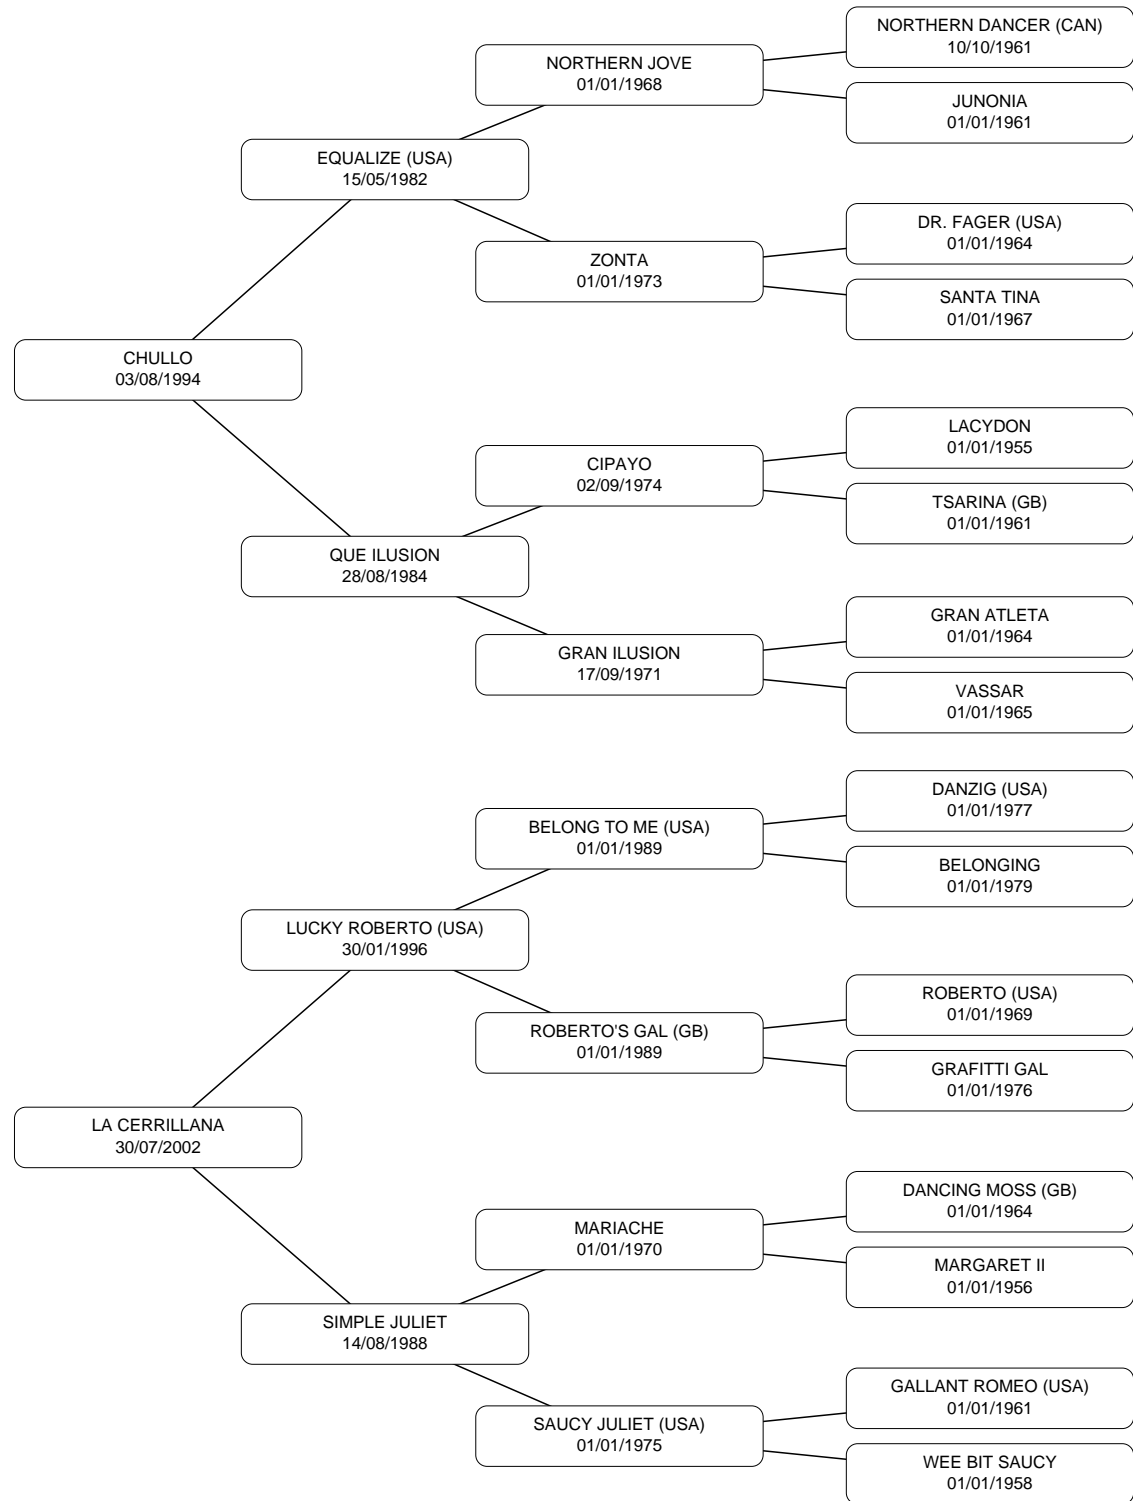 NORTHERN DANCER (CAN)
10/10/1961
NORTHERN JOVE
01/01/1968
JUNONIA
01/01/1961
EQUALIZE (USA)
15/05/1982
DR. FAGER (USA)
01/01/1964
ZONTA
01/01/1973
SANTA TINA
01/01/1967
CHULLO
03/08/1994
LACYDON
01/01/1955
CIPAYO
02/09/1974
TSARINA (GB)
01/01/1961
QUE ILUSION
28/08/1984
GRAN ATLETA
01/01/1964
GRAN ILUSION
17/09/1971
VASSAR
01/01/1965
DANZIG (USA)
01/01/1977
BELONG TO ME (USA)
01/01/1989
BELONGING
01/01/1979
LUCKY ROBERTO (USA)
30/01/1996
ROBERTO (USA)
01/01/1969
ROBERTO'S GAL (GB)
01/01/1989
GRAFITTI GAL
01/01/1976
LA CERRILLANA
30/07/2002
DANCING MOSS (GB)
01/01/1964
MARIACHE
01/01/1970
MARGARET II
01/01/1956
SIMPLE JULIET
14/08/1988
GALLANT ROMEO (USA)
01/01/1961
SAUCY JULIET (USA)
01/01/1975
WEE BIT SAUCY
01/01/1958